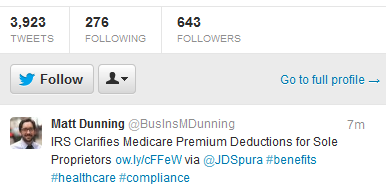 3,923 276 643
TWEETS FOLLOWING FOLLOWERS
Follow Go to full profile →
Matt Dunning @BusInsMDunning 7m
IRS Clarifies Medicare Premium Deductions for Sole
Proprietors ow.ly/cFFeW via @JDSpura #benefits
#healthcare #compliance